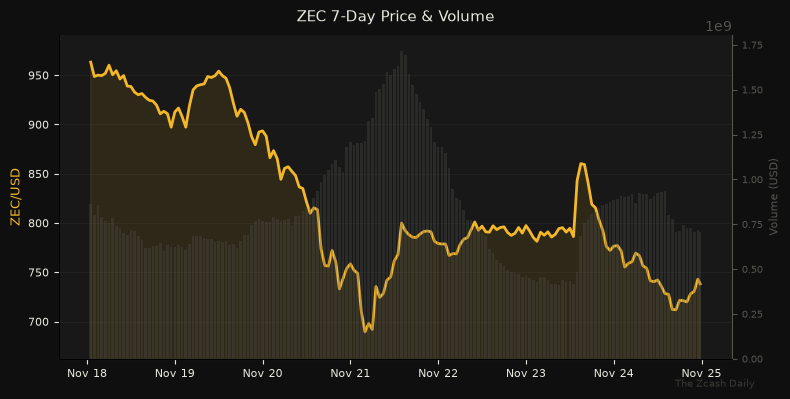 ZEC 7-Day Price & Volume
1e9
ZEC/USD
950
900
850
800
750
700
1.75
1.50
1.25
1.00
0.75
0.50
0.25
0.00
Volume (USD)
Nov 18 Nov 19 Nov 20 Nov 21 Nov 22 Nov 23 Nov 24 Nov 25
The Zcash Daily